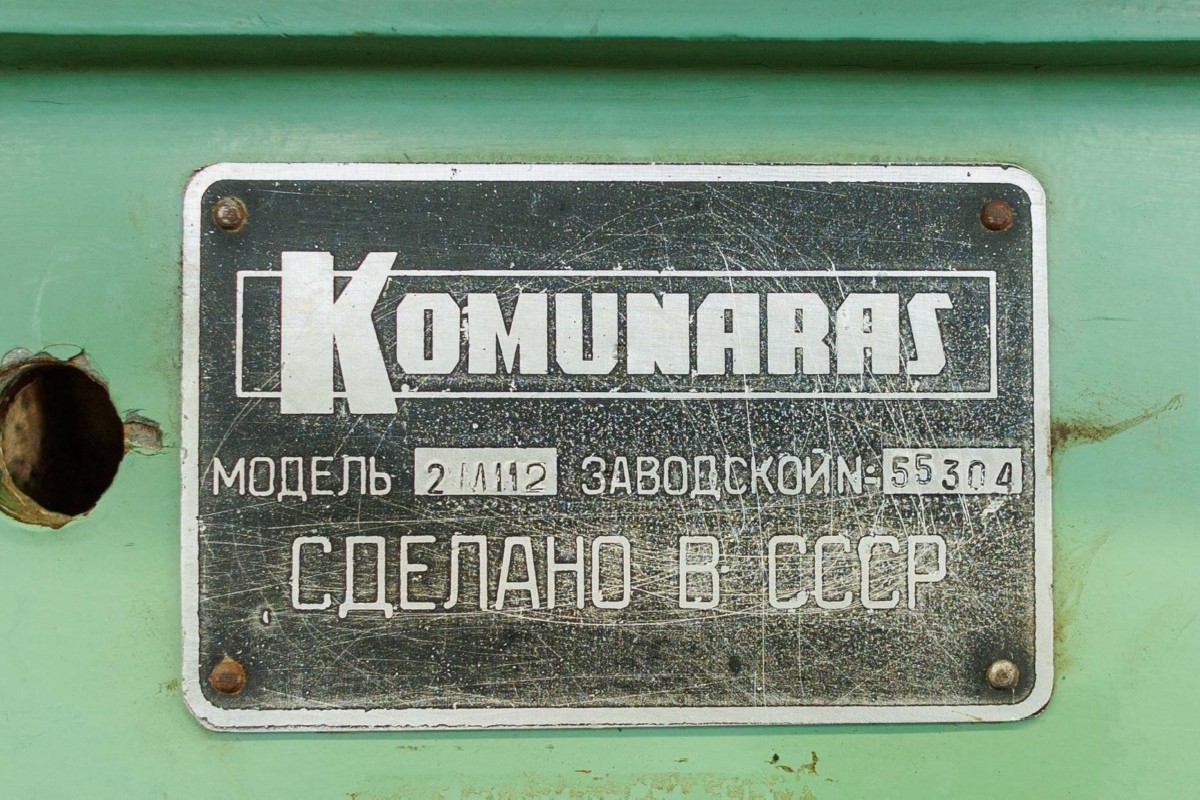 KOMUNARAS
МОДЕЛЬ 2М112 ЗАВОДСКОЙ №: 55304
СДЕЛАНО В СССР